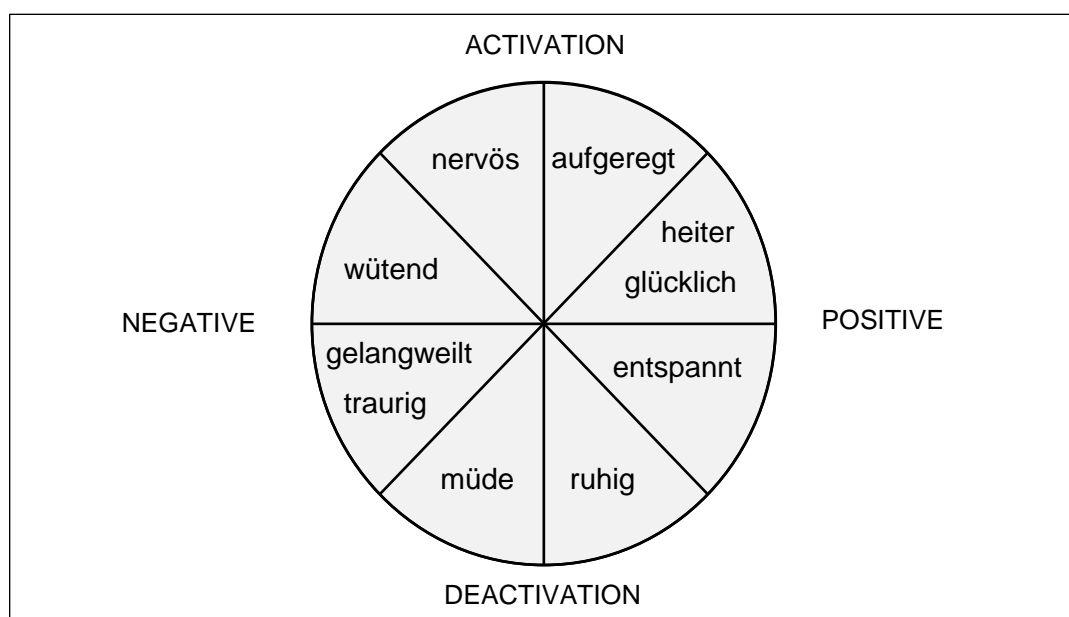 ACTIVATION
nervös
aufgeregt
heiter
glücklich
wütend
NEGATIVE
POSITIVE
gelangweilt
traurig
entspannt
müde
ruhig
DEACTIVATION